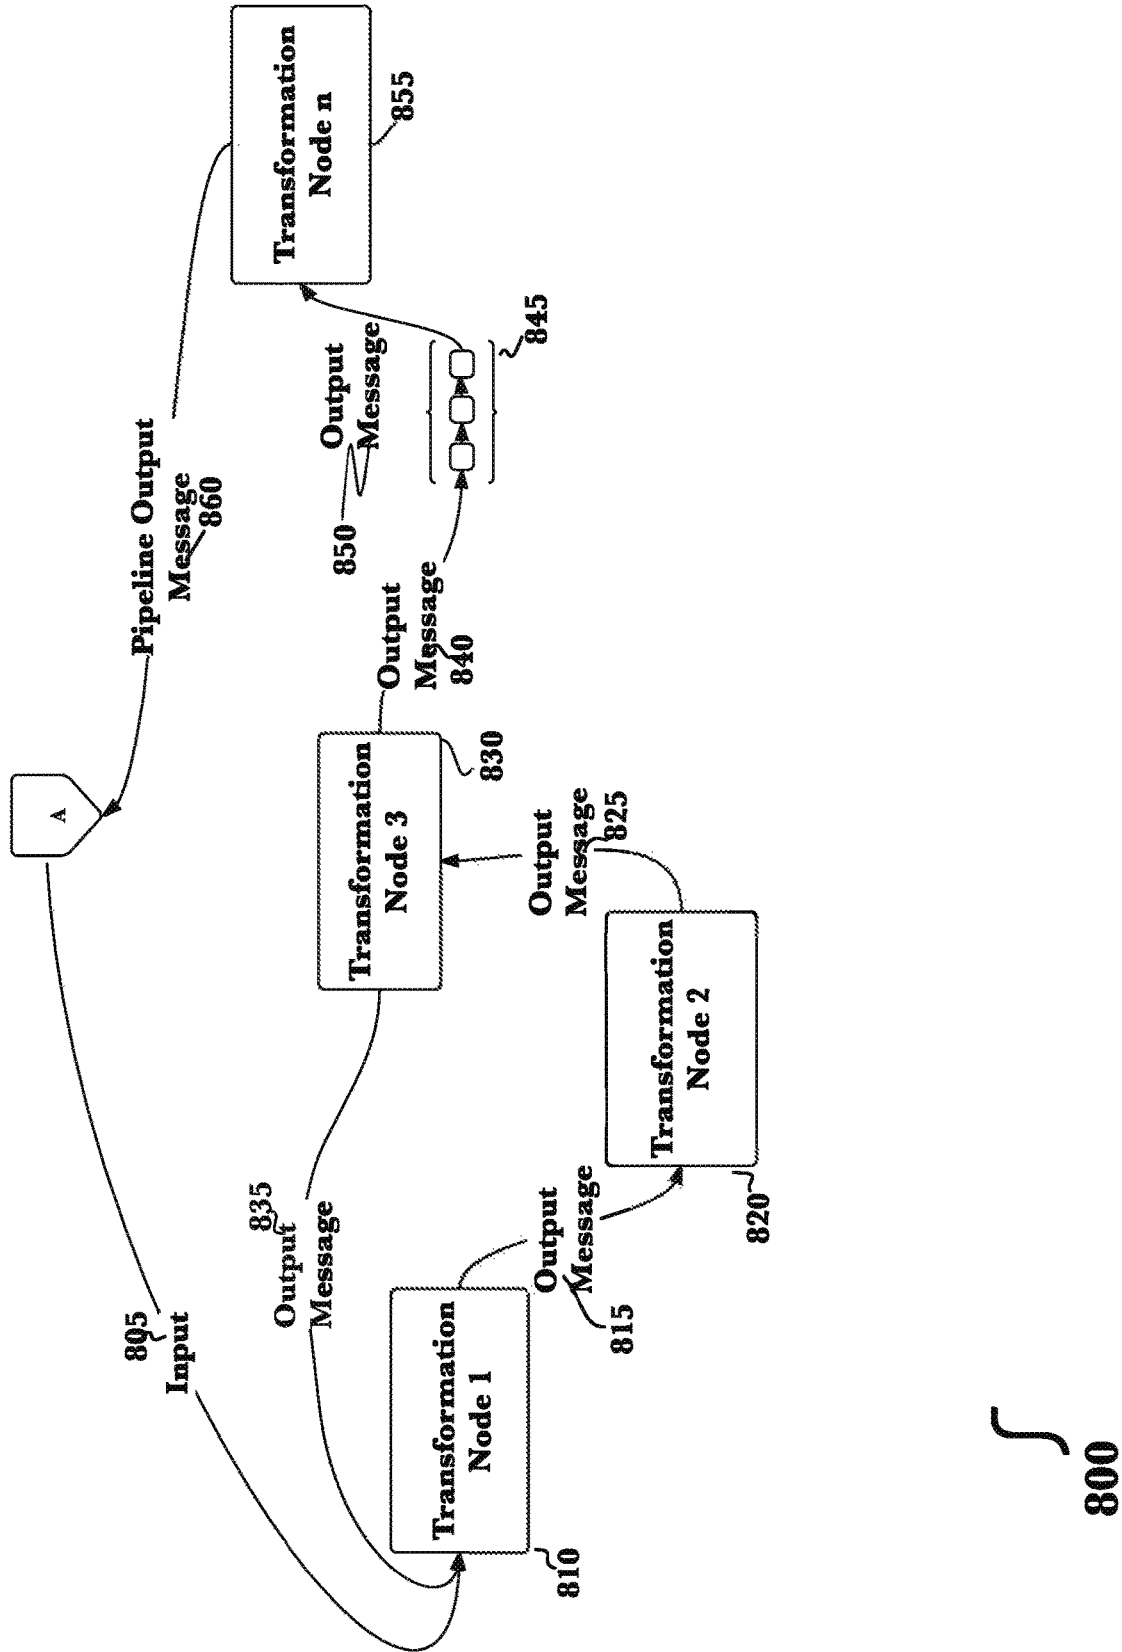 A
805
Input
Pipeline Output
Message
860
835
Output
Message
Transformation
Node 1
810
Output
Message
815
Transformation
Node 2
820
Output
Message
825
Transformation
Node 3
830
Output
Message
840
845
Output
Message
850
Transformation
Node n
855
800